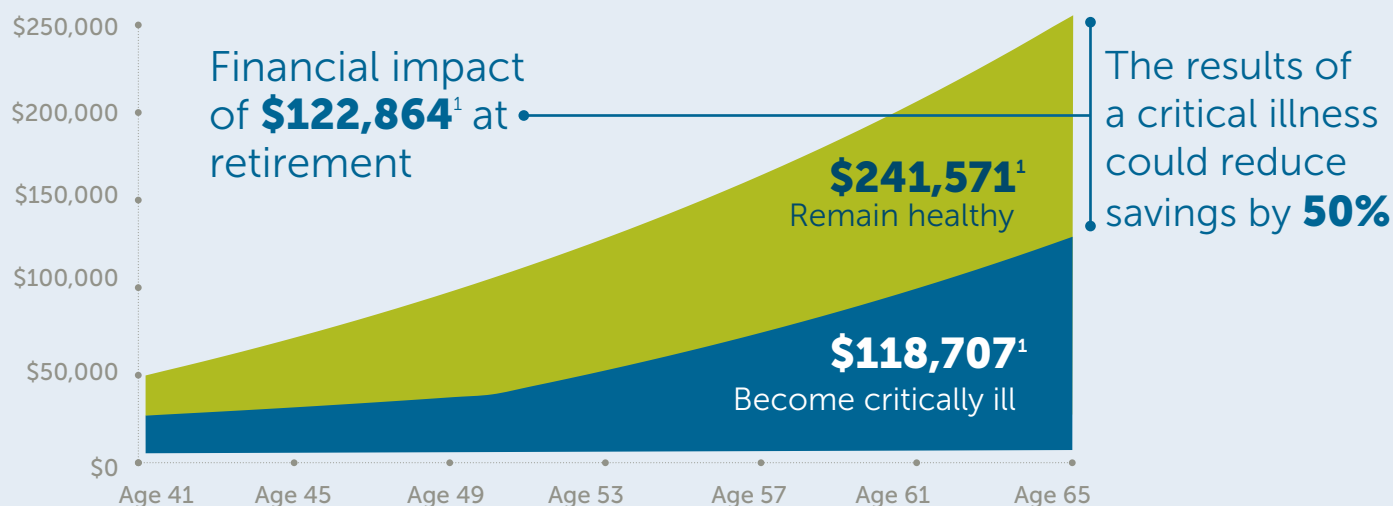 $250,000
$200,000
$150,000
$100,000
$50,000
$0
Financial impact
of $122,864¹ at
retirement
The results of
a critical illness
could reduce
savings by 50%
$241,571¹
Remain healthy
$118,707¹
Become critically ill
Age 41 Age 45 Age 49 Age 53 Age 57 Age 61 Age 65